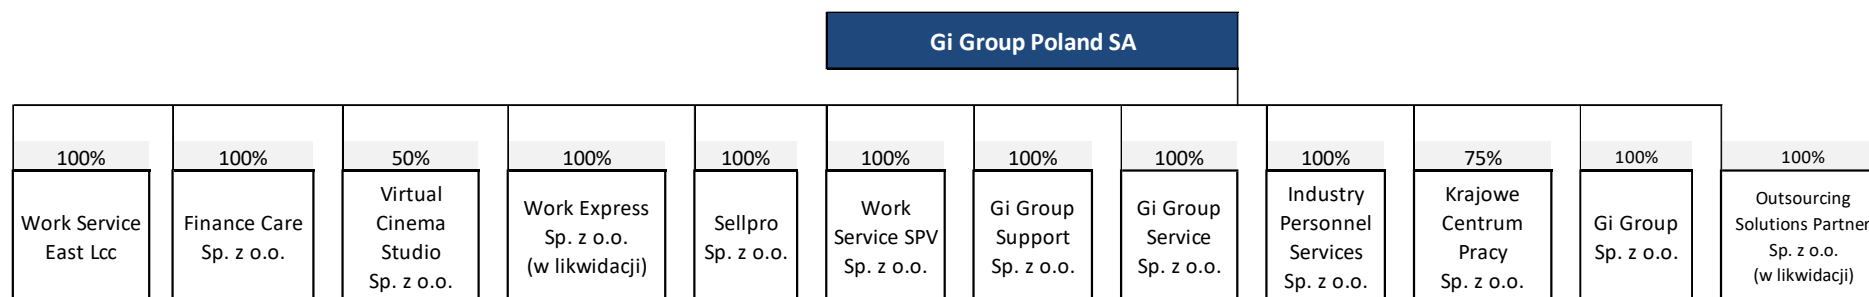 Gi Group Poland SA
100%
Work Service
East Lcc
100%
Finance Care
Sp. z o.o.
50%
Virtual
Cinema
Studio
Sp. z o.o.
100%
Work Express
Sp. z o.o.
(w likwidacji)
100%
Sellpro
Sp. z o.o.
100%
Work
Service SPV
Sp. z o.o.
100%
Gi Group
Support
Sp. z o.o.
100%
Gi Group
Service
Sp. z o.o.
100%
Industry
Personnel
Services
Sp. z o.o.
75%
Krajowe
Centrum
Pracy
Sp. z o.o.
100%
Gi Group
Sp. z o.o.
100%
Outsourcing
Solutions Partner
Sp. z o.o.
(w likwidacji)